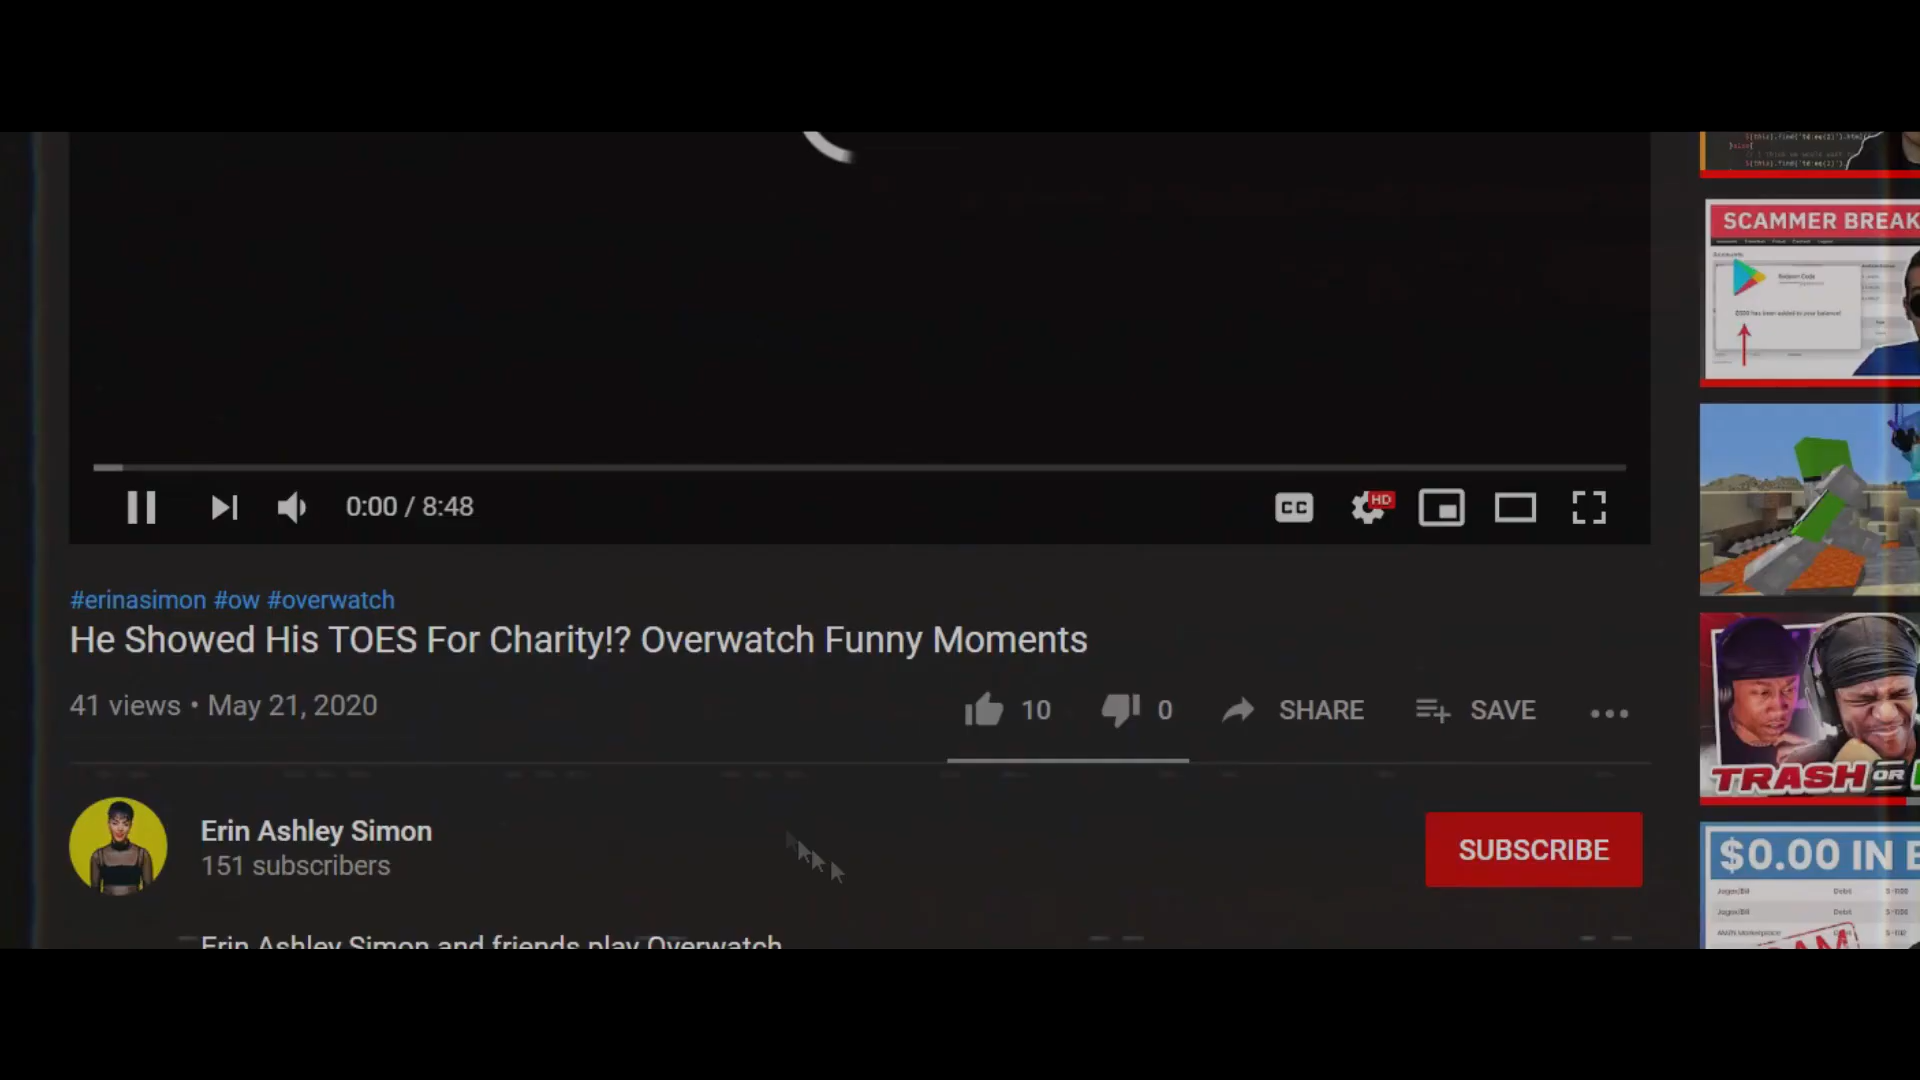 0:00 / 8:48
CC
HD
#erinasimon #ow #overwatch
He Showed His TOES For Charity!? Overwatch Funny Moments
41 views • May 21, 2020
10
0
SHARE
SAVE
Erin Ashley Simon
151 subscribers
SUBSCRIBE
Erin Ashley Simon and friends play Overwatch
SCAMMER BREAK
TRASH OR
$0.00 IN